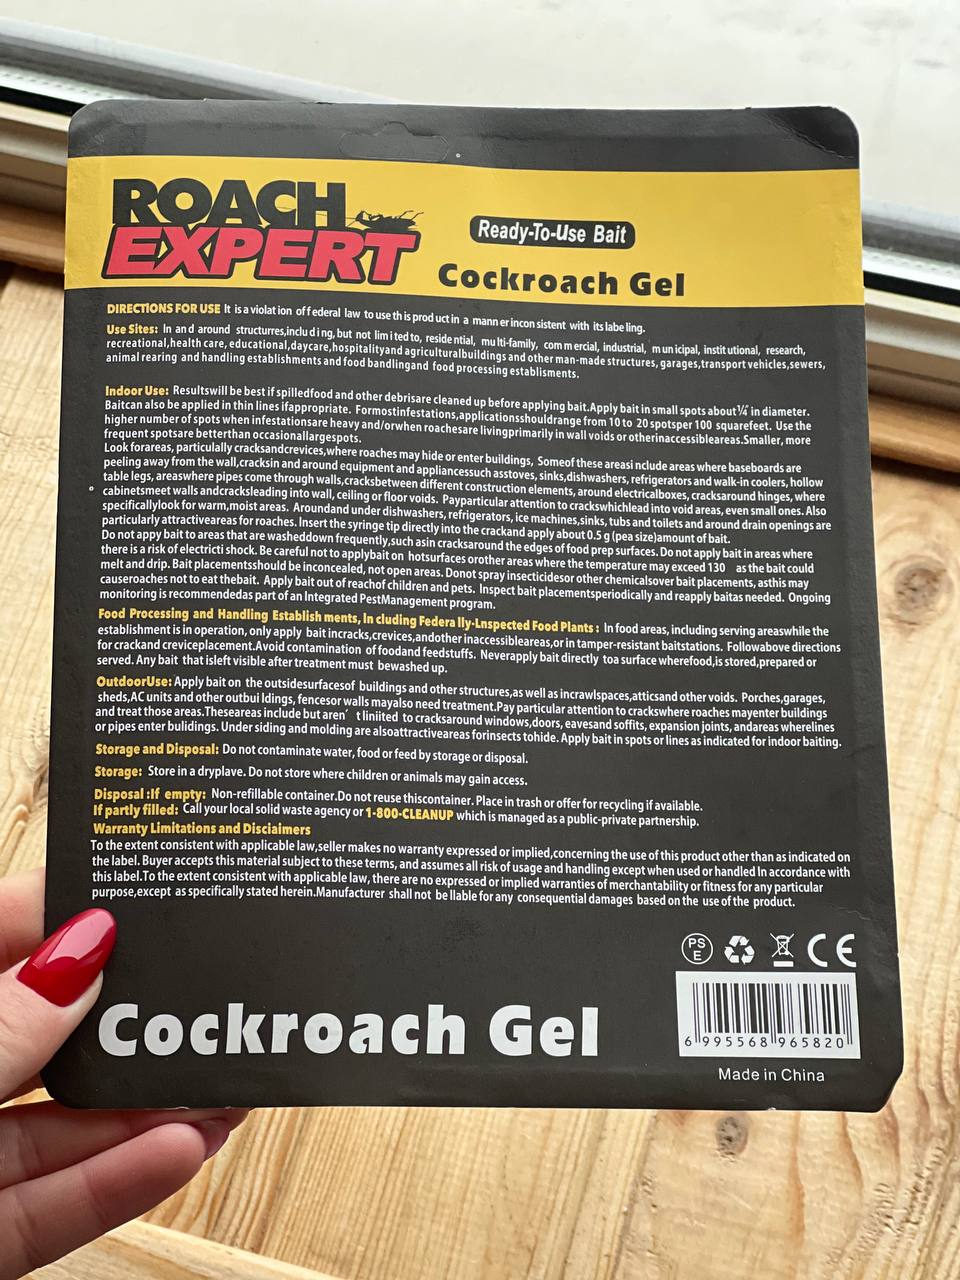 ROACH
EXPERT
Ready-To-Use Bait
Cockroach Gel
DIRECTIONS FOR USE It is a violation of federal law to use this product in a manner inconsistent with its labeling.
Use Sites: In and around structurres,including, but not limited to, residential, multi-family, commercial, industrial, municipal, institutional, research,
recreational,health care, educational,daycare,hospitalityand agriculturalbuildings and other man-made structures, garages,transport vehicles,sewers,
animal rearing and handling establishments and food bandlingand food processing establisments.
Indoor Use: Resultswill be best if spilledfood and other debrisare cleaned up before applying bait.Apply bait in small spots about¼″ in diameter.
Baitcan also be applied in thin lines ifappropriate. Formostinfestations,applicationsshouldrange from 10 to 20 spotsper 100 squarefeet. Use the
higher number of spots when infestationsare heavy and/orwhen roachesare livingprimarily in wall voids or otherinaccessibleareas.Smaller, more
frequent spotsare betterthan occasionallargespots.
Look forareas, particulally cracksandcrevices,where roaches may hide or enter buildings, Someof these areasi include areas where baseboards are
peeling away from the wall,cracksin and around equipment and appliancessuch asstoves, sinks,dishwashers, refrigerators and walk-in coolers, hollow
table legs, areaswhere pipes come through walls,cracksbetween different construction elements, around electricalboxes, cracksaround hinges, where
cabinetsmeet walls andcracksleading into wall, ceiling or floor voids. Payparticular attention to crackswhichlead into void areas, even small ones. Also
specificallylook for warm,moist areas. Aroundand under dishwashers, refrigerators, ice machines,sinks, tubs and toilets and around drain openings are
particularly attractiveareas for roaches. Insert the syringe tip directly into the crackand apply about 0.5 g (pea size)amount of bait.
Do not appy bait to areas that are washeddown frequently,such asin cracksaround the edges of food prep surfaces. Do not apply bait in areas where
there is a risk of electricti shock. Be careful not to applybait on hotsurfaces orother areas where the temperature may exceed 130 as the bait could
melt and drip. Bait placementsshould be inconcealed, not open areas. Donot spray insecticidesor other chemicalsover bait placements, asthis may
causeroaches not to eat thebait. Apply bait out of reachof children and pets. Inspect bait placementsperiodically and reapply baitas needed. Ongoing
monitoring is recommendedas part of an Integrated PestManagement program.
Food Processing and Handling Establish ments, In cluding Federa lly-Lnspected Food Plants : In food areas, including serving areaswhile the
establishment is in operation, only apply bait incracks,crevices,andother inaccessibleareas,or in tamper-resistant baitstations. Followabove directions
for crackand creviceplacement.Avoid contamination of foodand feedstuffs. Neverapply bait directly toa surface wherefood,is stored,prepared or
served. Any bait that isleft visible after treatment must bewashed up.
OutdoorUse: Apply bait on the outsidesurfacesof buildings and other structures,as well as incrawlspaces,atticsand other voids. Porches,garages,
sheds,AC units and other outbui ldings, fencesor walls mayalso need treatment.Pay particular attention to crackswhere roaches mayenter buildings
and treat those areas.Theseareas include but aren’ t liniited to cracksaround windows,doors, eavesand soffits, expansion joints, andareas wherelines
or pipes enter bulidings. Under siding and molding are alsoattractiveareas forinsects tohide. Apply bait in spots or lines as indicated for indoor baiting.
Storage and Disposal: Do not contaminate water, food or feed by storage or disposal.
Storage: Store in a dryplave. Do not store where children or animals may gain access.
Disposal :If empty: Non-refillable container.Do not reuse thiscontainer. Place in trash or offer for recycling if available.
If partly filled: Call your local solid waste agency or 1-800-CLEANUP which is managed as a public-private partnership.
Warranty Limitations and Disciaimers
To the extent consistent with applicable law,seller makes no warranty expressed or implied,concerning the use of this product other than as indicated on
the label. Buyer accepts this material subject to these terms, and assumes all risk of usage and handling except when used or handled In accordance with
this label.To the extent consistent with applicable law, there are no expressed or implied warranties of merchantability or fitness for any particular
purpose,except as specifically stated herein.Manufacturer shall not be liable for any consequential damages based on the use of the product.
PS
E
CE
Cockroach Gel
6 995568 965820
Made in China